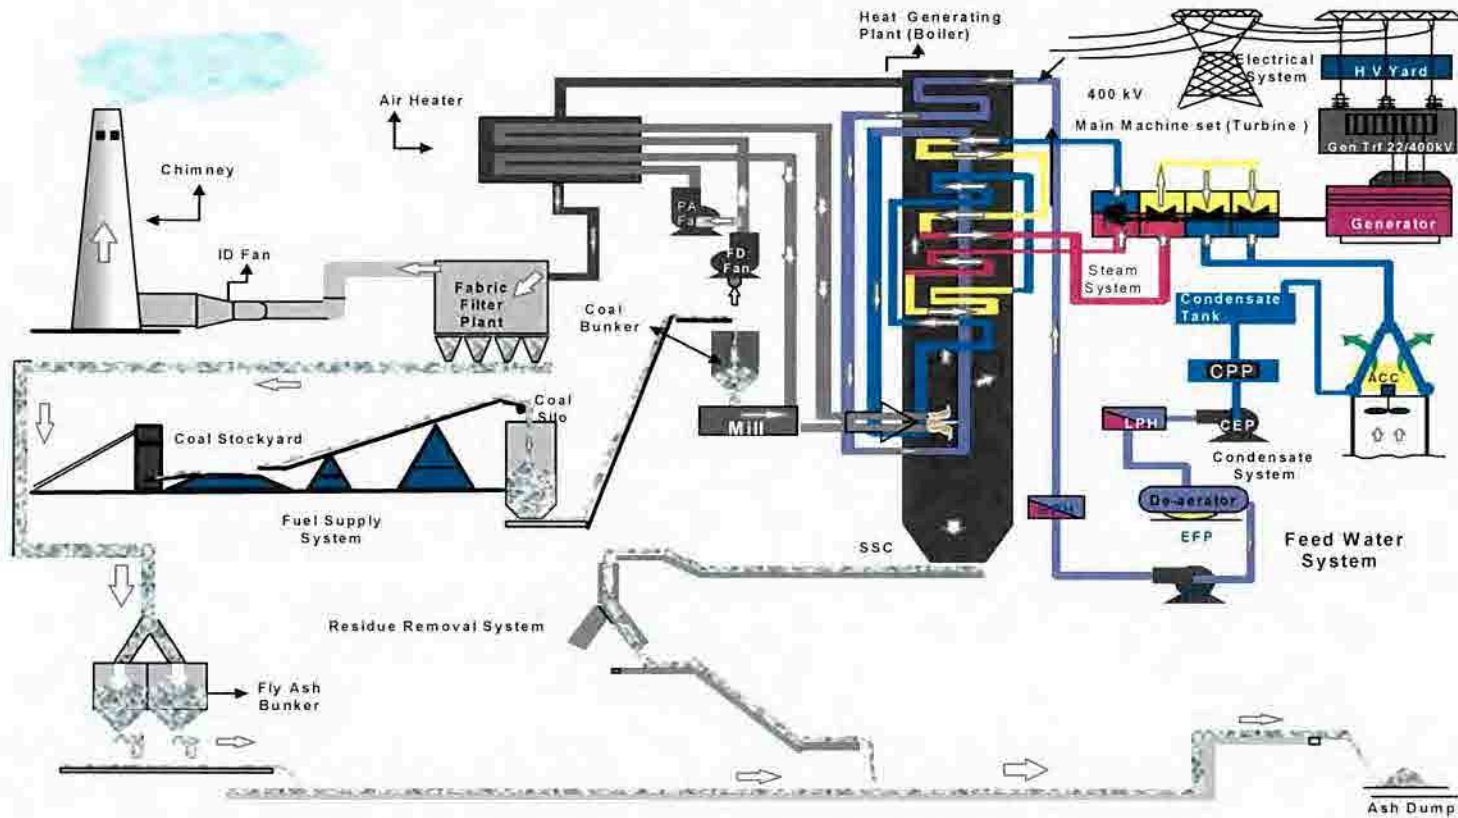 Heat Generating
Plant (Boiler)
Electrical
System
H V Yard
400 kV
Main Machine set (Turbine )
Gen Trf 22/400kV
Air Heater
Chimney
PA
Fan
Generator
ID Fan
FD
Fan
Steam
System
Fabric
Filter
Plant
Coal
Bunker
Condensate
Tank
CPP
ACC
Coal
Silo
Coal Stockyard
Mill
LPH
CEP
Condensate
System
De-aerator
Fuel Supply
System
EFP
Feed Water
System
SSC
Residue Removal System
Fly Ash
Bunker
Ash Dump